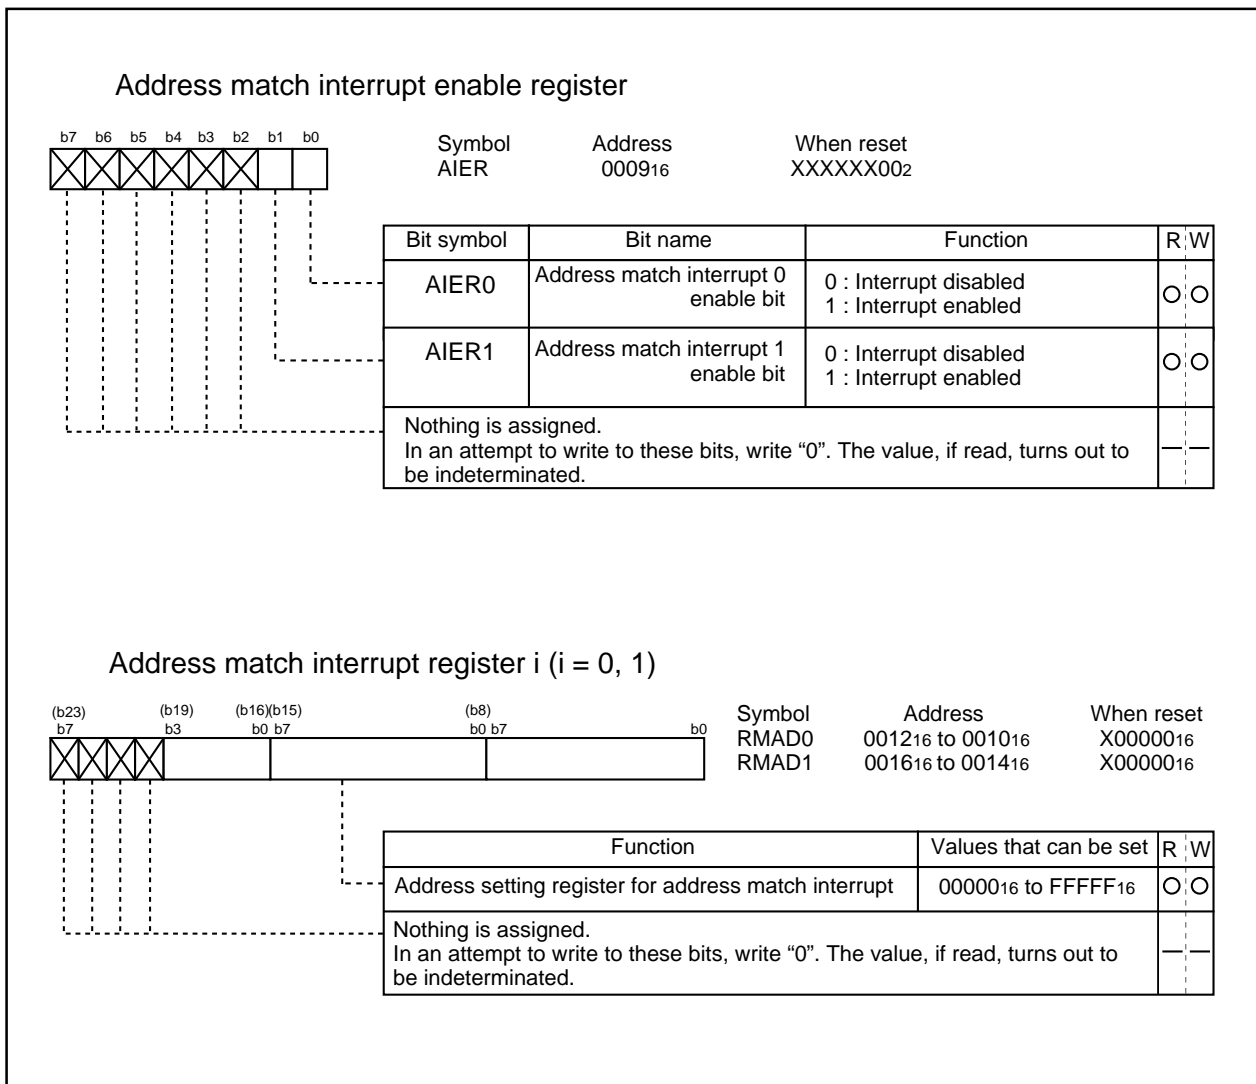 Address match interrupt enable register
b7 b6 b5 b4 b3 b2 b1 b0
Symbol Address When reset
AIER 000916 XXXXXX002
Bit symbol Bit name Function R W
AIER0 Address match interrupt 0 enable bit 0 : Interrupt disabled
1 : Interrupt enabled
AIER1 Address match interrupt 1 enable bit 0 : Interrupt disabled
1 : Interrupt enabled
Nothing is assigned.
In an attempt to write to these bits, write “0”. The value, if read, turns out to
be indeterminated.
Address match interrupt register i (i = 0, 1)
(b23) (b19) (b16)(b15) (b8)
b7 b3 b0 b7 b0 b7 b0
Symbol Address When reset
RMAD0 001216 to 001016 X0000016
RMAD1 001616 to 001416 X0000016
Function Values that can be set R W
Address setting register for address match interrupt 0000016 to FFFFF16
Nothing is assigned.
In an attempt to write to these bits, write “0”. The value, if read, turns out to
be indeterminated.